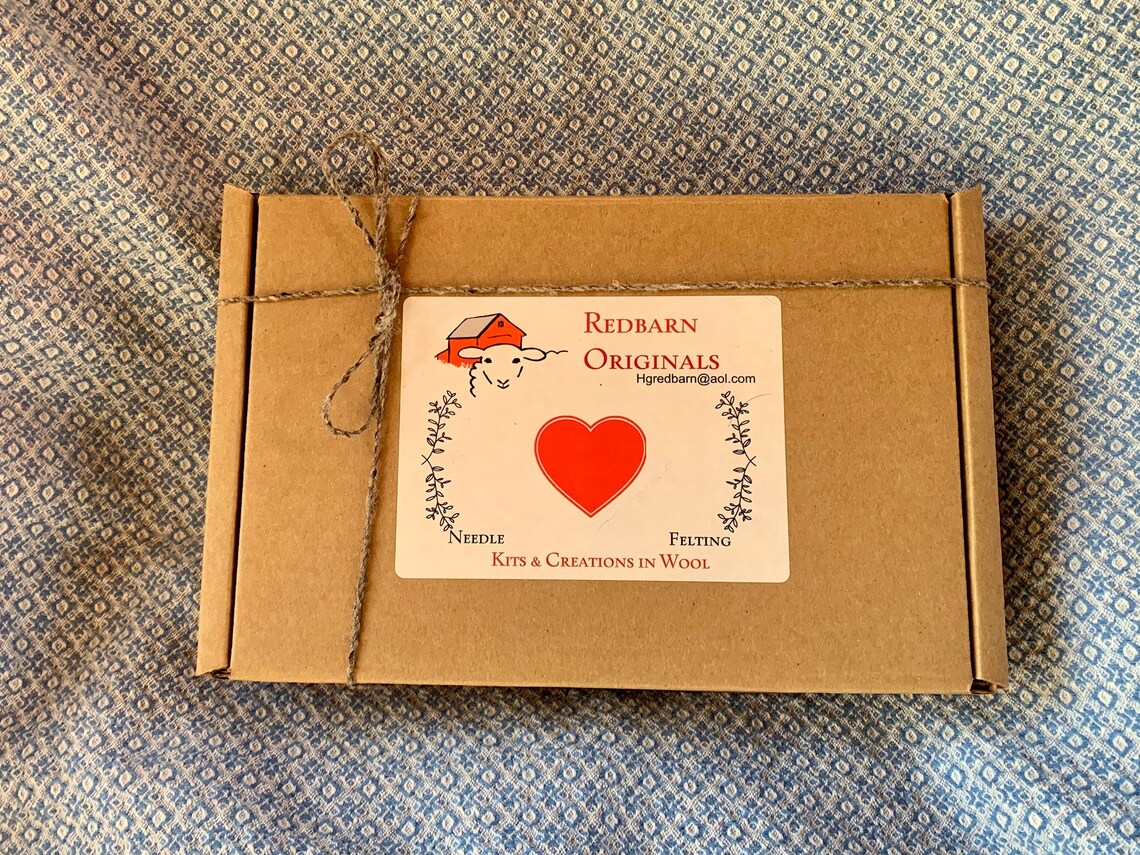 Redbarn
Originals
Hgredbarn@aol.com
Needle Felting
Kits & Creations in Wool